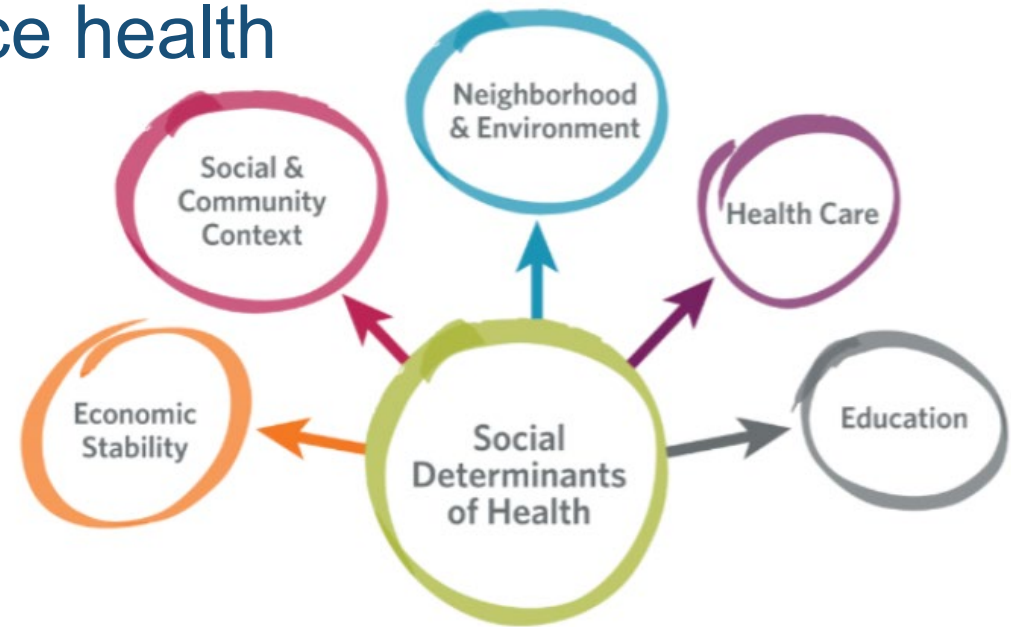 ce health
Neighborhood
& Environment
Social &
Community
Context
Health Care
Economic
Stability
Education
Social
Determinants
of Health